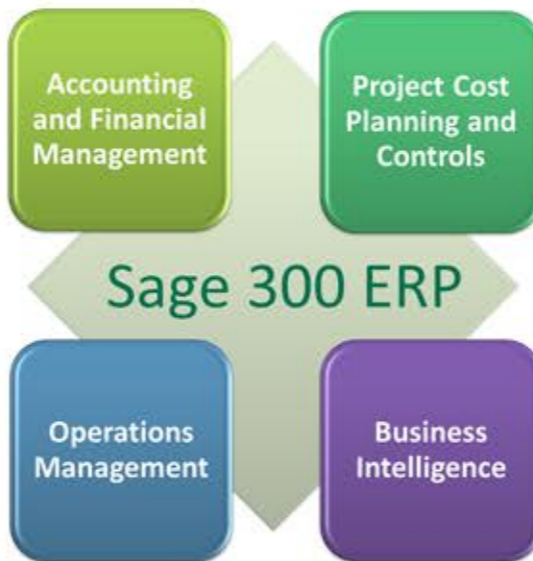 Accounting
and Financial
Management
Project Cost
Planning and
Controls
Sage 300 ERP
Operations
Management
Business
Intelligence